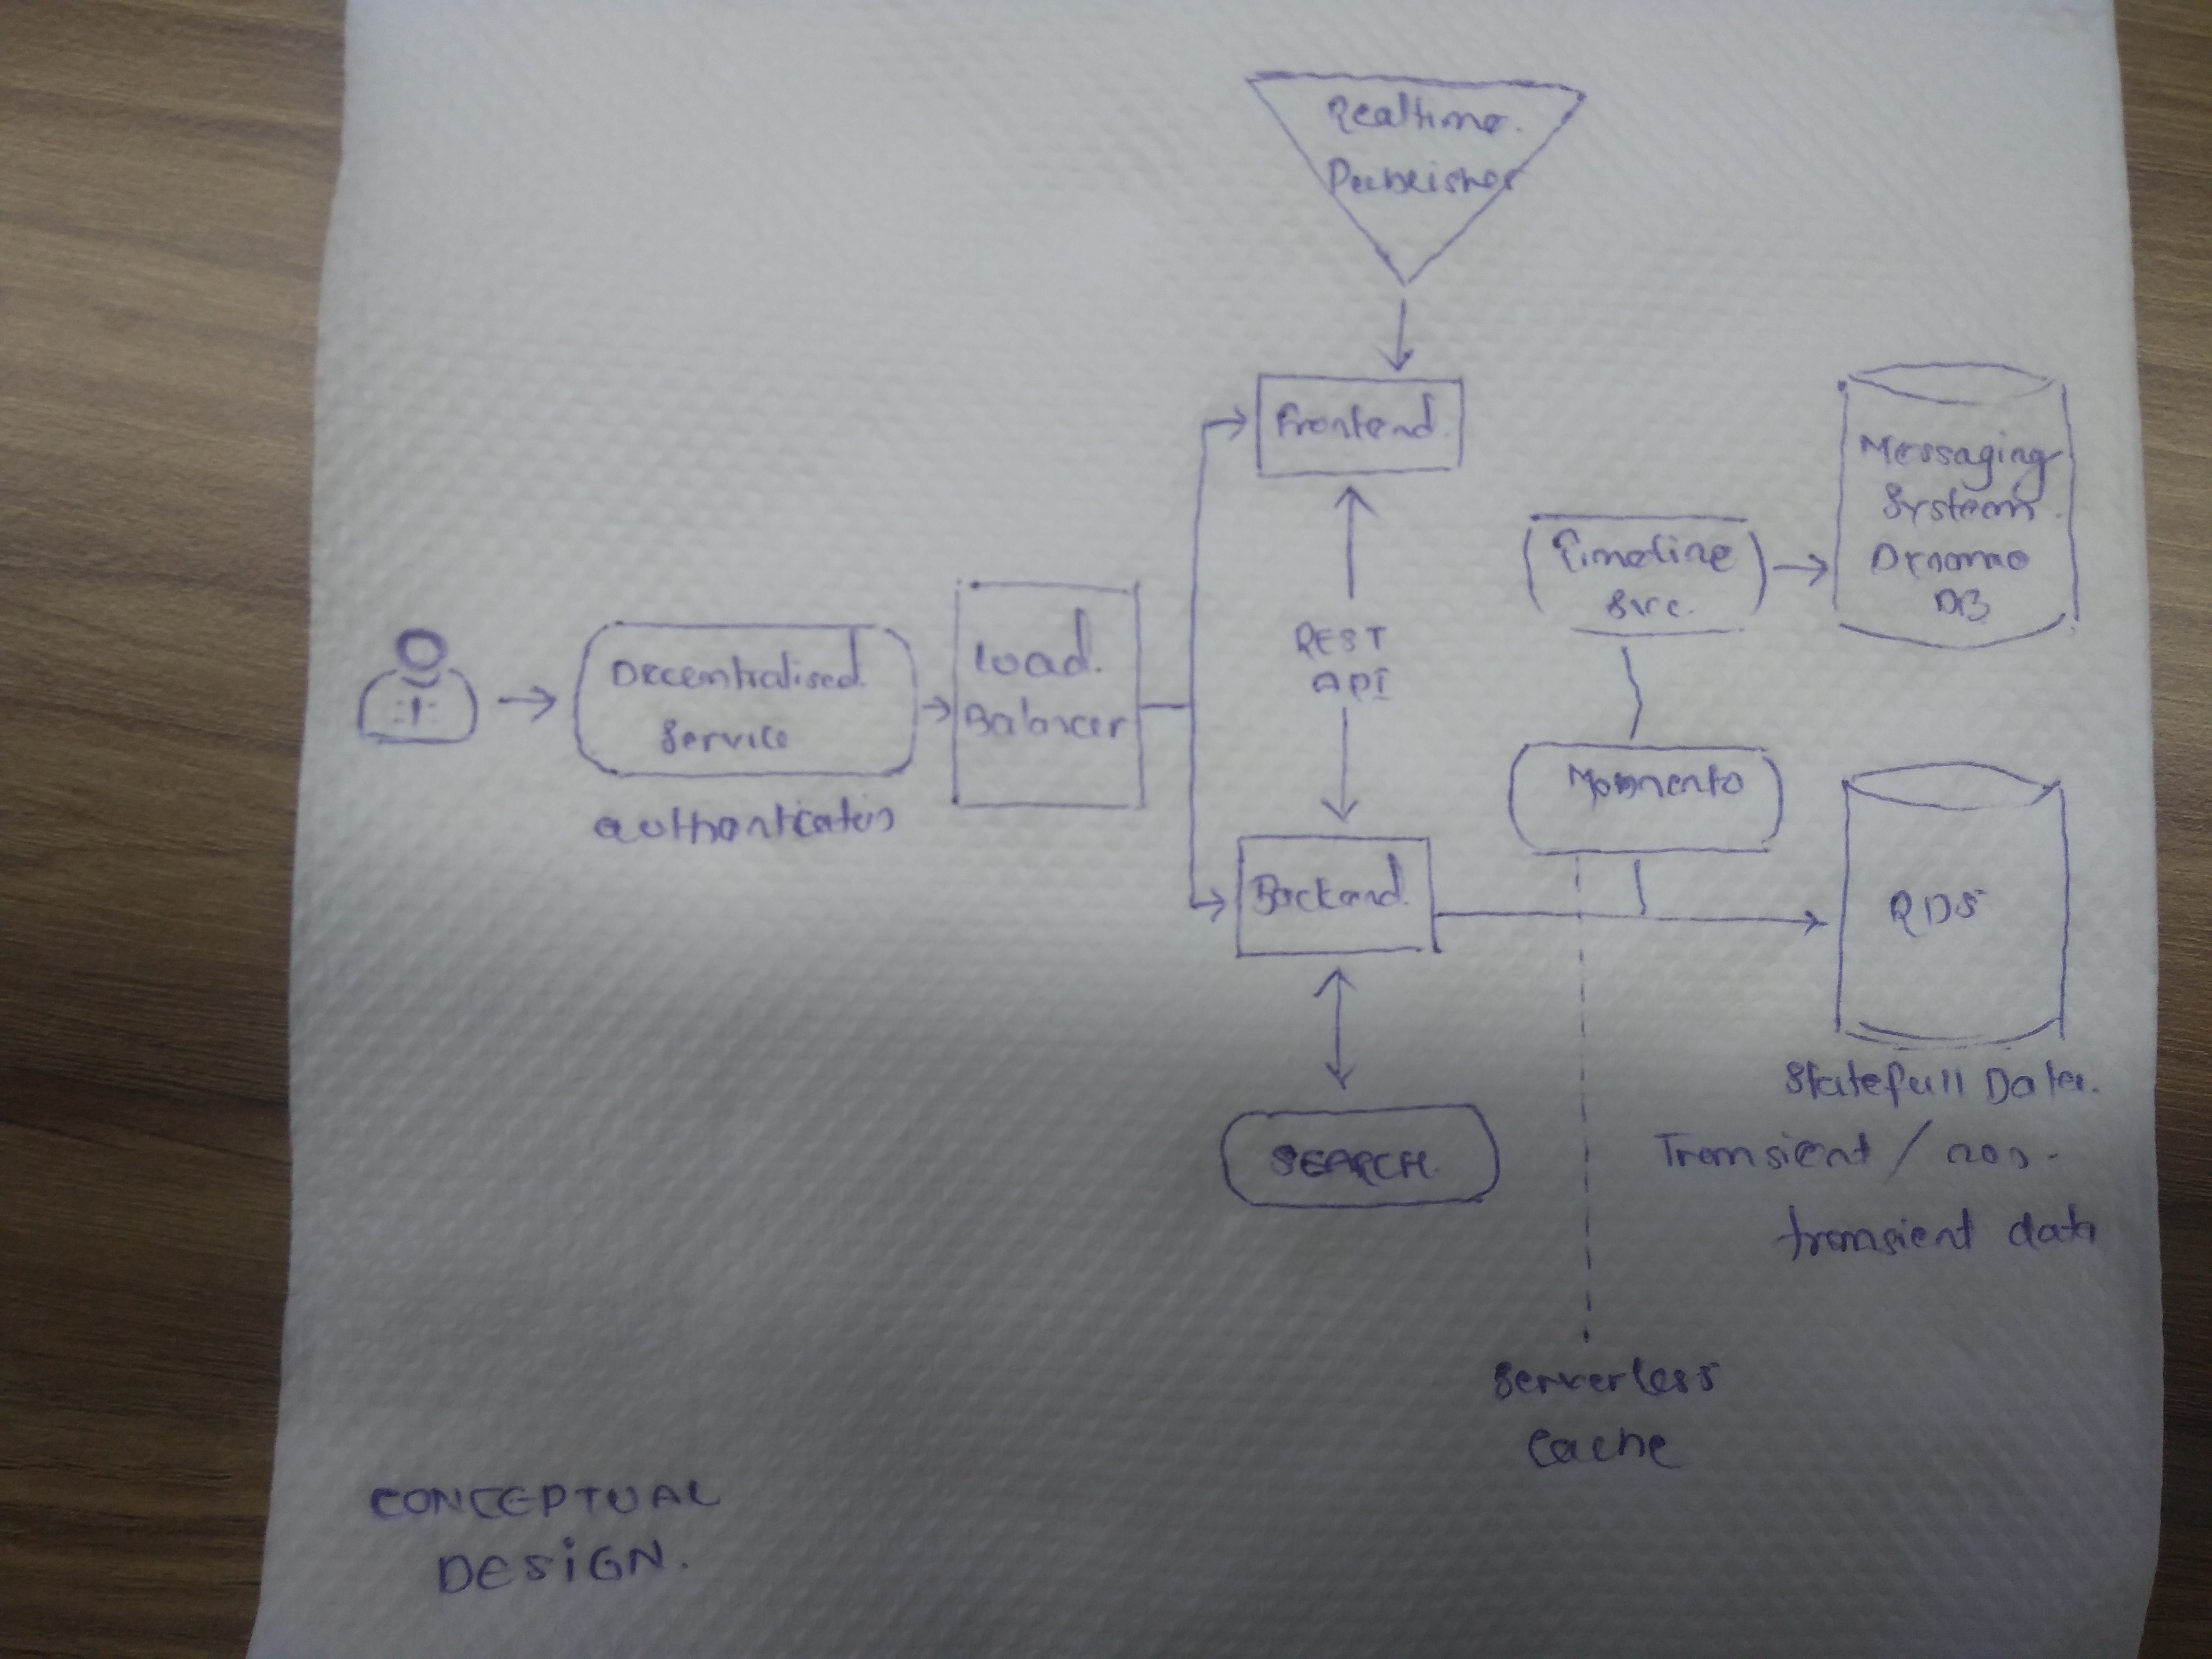 Realtime.
Publisher
Frontend.
Messaging
System.
Dynamo
DB
Timeline
Svc.
REST
API
Decentralised.
Service
authentication
Load.
Balancer
Momento
Backend.
RDS
SEARCH.
Statefull Data.
Transient / non-
transient data
Serverless
Cache
CONCEPTUAL
DESiGN.